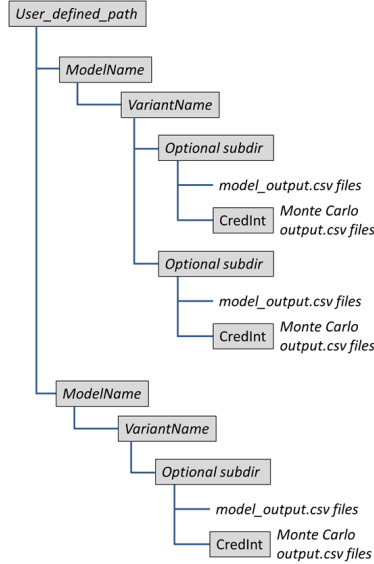 User_defined_path
ModelName
VariantName
Optional subdir
model_output.csv files
CredInt
Monte Carlo
output.csv files
Optional subdir
model_output.csv files
CredInt
Monte Carlo
output.csv files
ModelName
VariantName
Optional subdir
model_output.csv files
CredInt
Monte Carlo
output.csv files